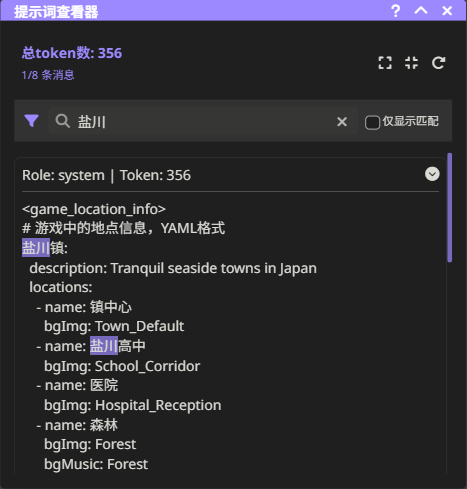 提示词查看器
总token数: 356
1/8 条消息
盐川
仅显示匹配
Role: system | Token: 356
<game_location_info>
# 游戏中的地点信息，YAML格式
盐川镇:
description: Tranquil seaside towns in Japan
locations:
- name: 镇中心
bgImg: Town_Default
- name: 盐川高中
bgImg: School_Corridor
- name: 医院
bgImg: Hospital_Reception
- name: 森林
bgImg: Forest
bgMusic: Forest